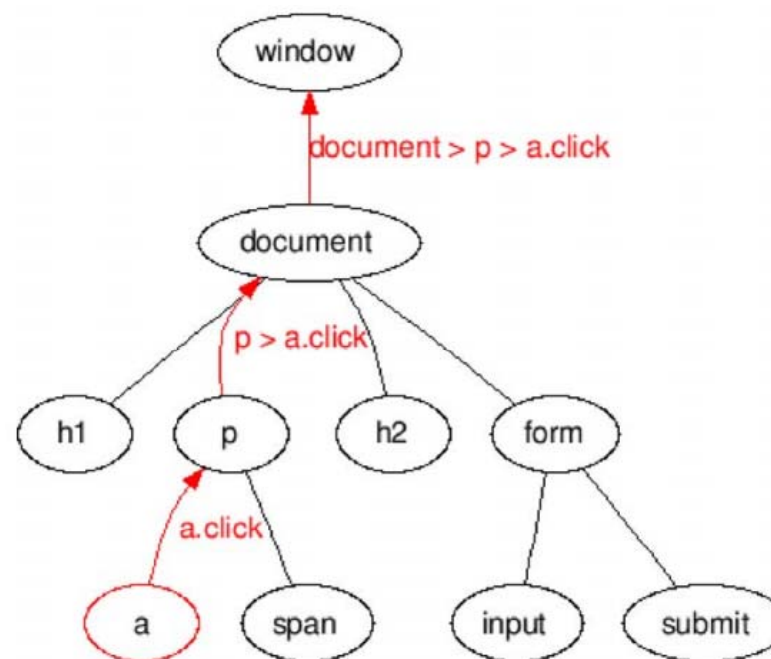 window
document > p > a.click
document
p > a.click
h1
p
h2
form
a.click
a
span
input
submit